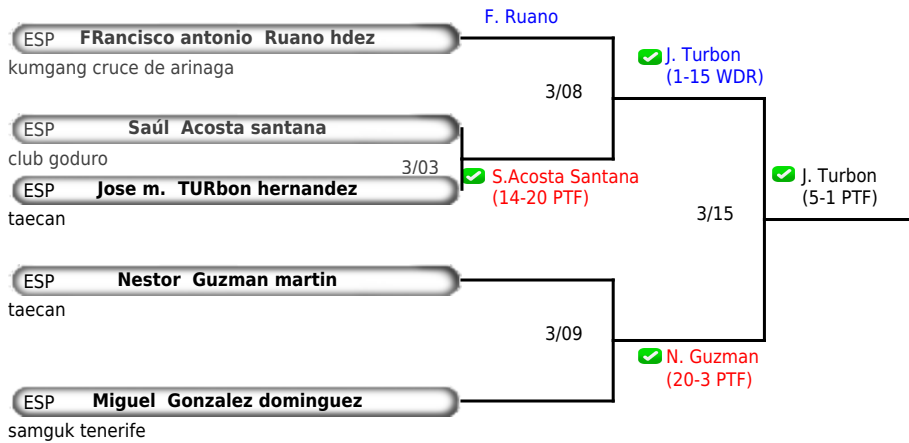 F. Ruano
ESP FRancisco antonio Ruano hdez
kumgang cruce de arinaga
J. Turbon
(1-15 WDR)
3/08
ESP Saúl Acosta santana
club goduro
3/03
S.Acosta Santana
(14-20 PTF)
ESP Jose m. TURbon hernandez
taecan
J. Turbon
(5-1 PTF)
3/15
ESP Nestor Guzman martin
taecan
3/09
N. Guzman
(20-3 PTF)
ESP Miguel Gonzalez dominguez
samguk tenerife